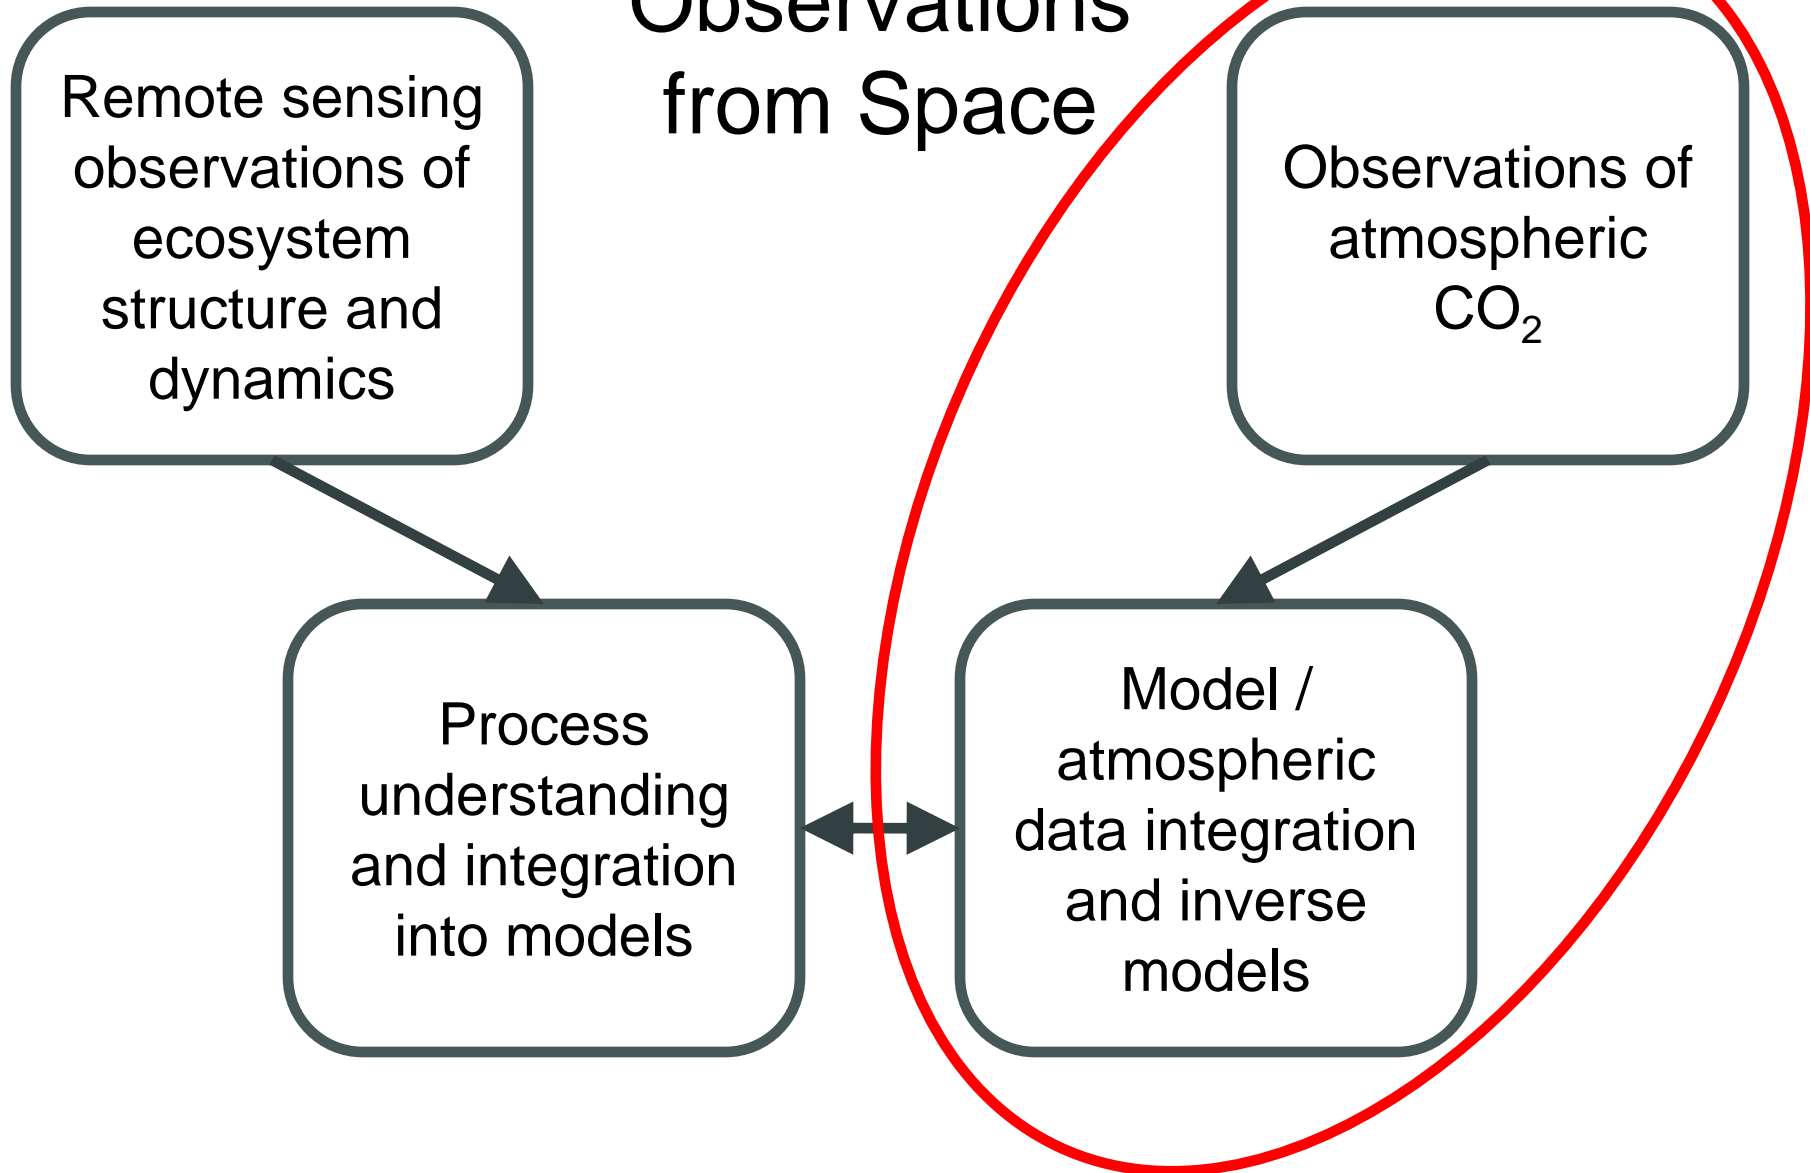 Observations
from Space
Remote sensing
observations of
ecosystem
structure and
dynamics
Observations of
atmospheric
CO₂
Process
understanding
and integration
into models
Model /
atmospheric
data integration
and inverse
models